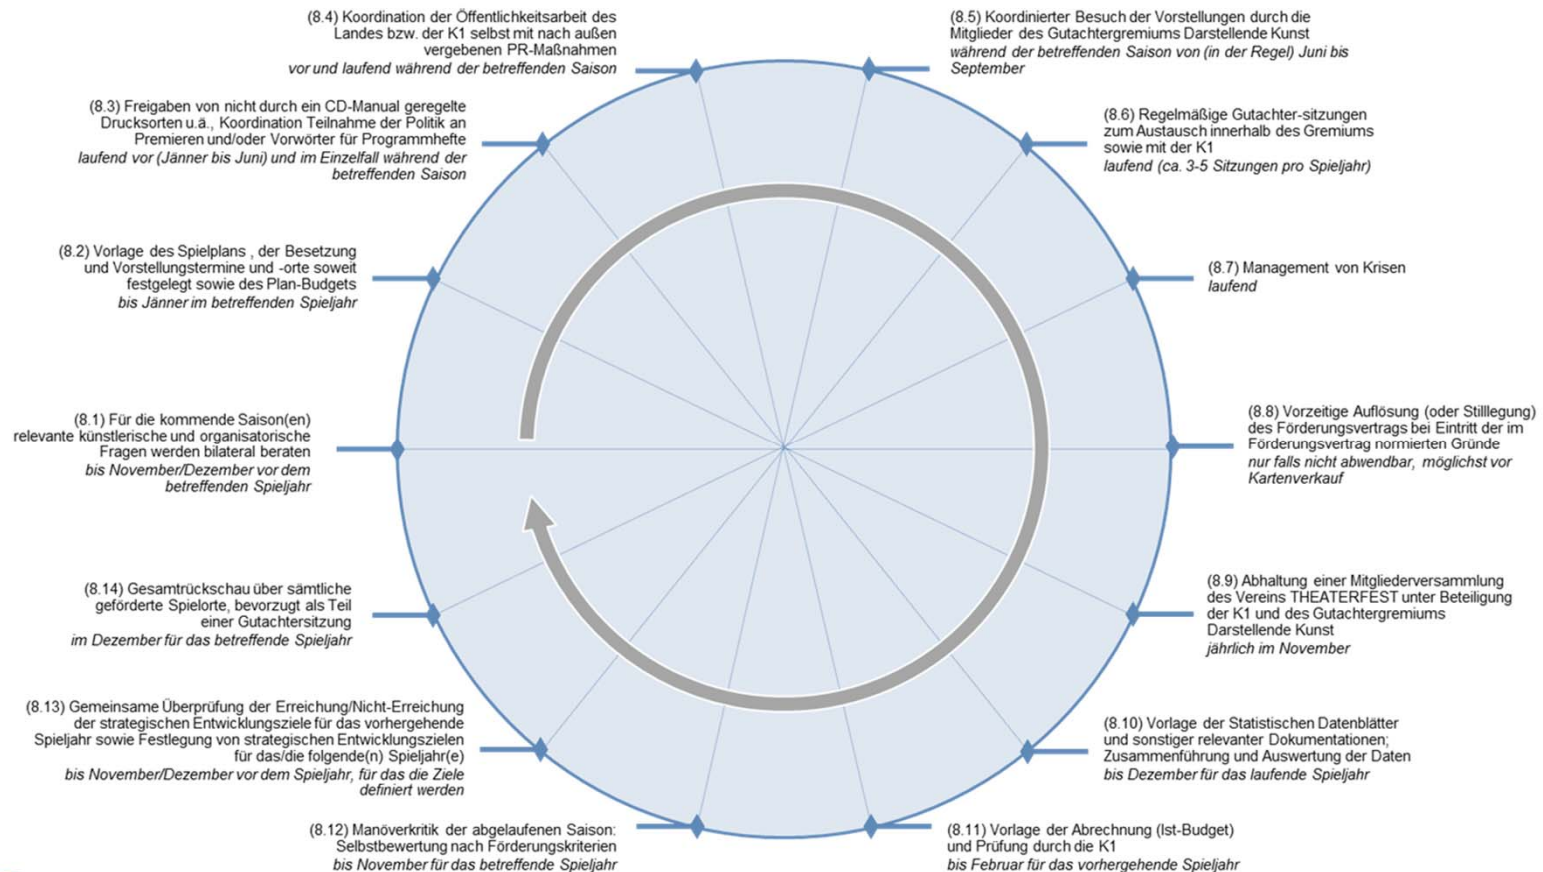 (8.4) Koordination der Öffentlichkeitsarbeit des
Landes bzw. der K1 selbst mit nach außen
vergebenen PR-Maßnahmen
vor und laufend während der betreffenden Saison
(8.5) Koordinierter Besuch der Vorstellungen durch die
Mitglieder des Gutachtergremiums Darstellende Kunst
während der betreffenden Saison von (in der Regel) Juni bis
September
(8.3) Freigaben von nicht durch ein CD-Manual geregelte
Drucksorten u.ä., Koordination Teilnahme der Politik an
Premieren und/oder Vorwörter für Programmhefte
laufend vor (Jänner bis Juni) und im Einzelfall während der
betreffenden Saison
(8.6) Regelmäßige Gutachter-sitzungen
zum Austausch innerhalb des Gremiums
sowie mit der K1
laufend (ca. 3-5 Sitzungen pro Spieljahr)
(8.2) Vorlage des Spielplans , der Besetzung
und Vorstellungstermine und -orte soweit
festgelegt sowie des Plan-Budgets
bis Jänner im betreffenden Spieljahr
(8.7) Management von Krisen
laufend
(8.1) Für die kommende Saison(en)
relevante künstlerische und organisatorische
Fragen werden bilateral beraten
bis November/Dezember vor dem
betreffenden Spieljahr
(8.8) Vorzeitige Auflösung (oder Stilllegung)
des Förderungsvertrags bei Eintritt der im
Förderungsvertrag normierten Gründe
nur falls nicht abwendbar, möglichst vor
Kartenverkauf
(8.14) Gesamtrückschau über sämtliche
geförderte Spielorte, bevorzugt als Teil
einer Gutachtersitzung
im Dezember für das betreffende Spieljahr
(8.9) Abhaltung einer Mitgliederversammlung
des Vereins THEATERFEST unter Beteiligung
der K1 und des Gutachtergremiums
Darstellende Kunst
jährlich im November
(8.13) Gemeinsame Überprüfung der Erreichung/Nicht-Erreichung
der strategischen Entwicklungsziele für das vorhergehende
Spieljahr sowie Festlegung von strategischen Entwicklungszielen
für das/die folgende(n) Spieljahr(e)
bis November/Dezember vor dem Spieljahr, für das die Ziele
definiert werden
(8.10) Vorlage der Statistischen Datenblätter
und sonstiger relevanter Dokumentationen;
Zusammenführung und Auswertung der Daten
bis Dezember für das laufende Spieljahr
(8.12) Manöverkritik der abgelaufenen Saison:
Selbstbewertung nach Förderungskriterien
bis November für das betreffende Spieljahr
(8.11) Vorlage der Abrechnung (Ist-Budget)
und Prüfung durch die K1
bis Februar für das vorhergehende Spieljahr